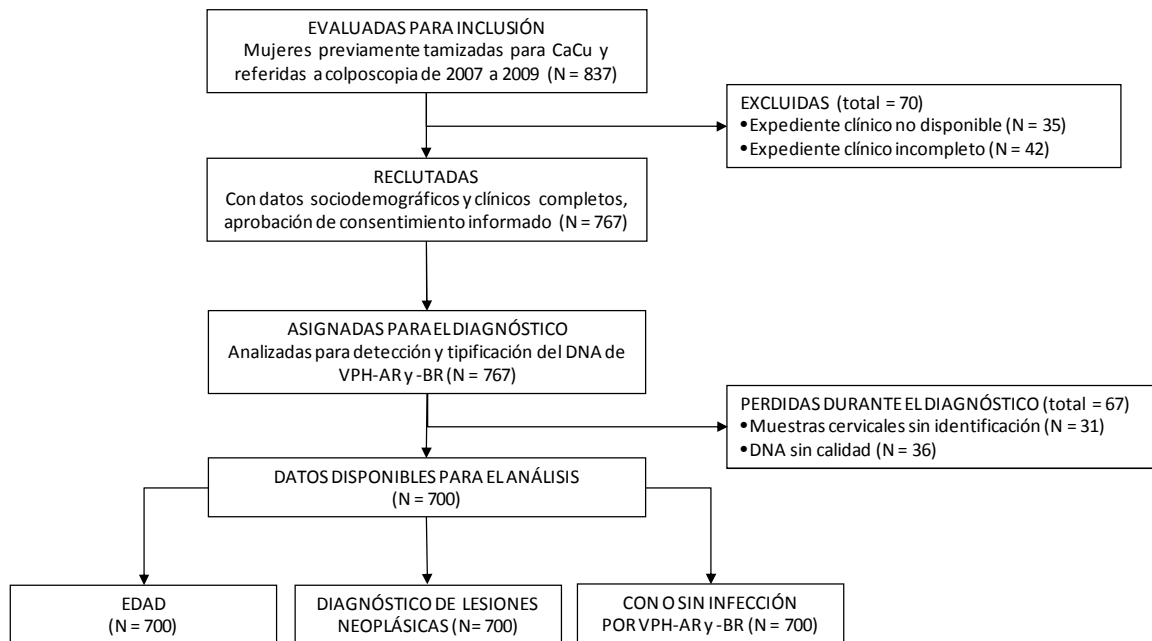 EVALUADAS PARA INCLUSIÓN
Mujeres previamente tamizadas para CaCu y
referidas a colposcopia de 2007 a 2009 (N = 837)
EXCLUIDAS (total = 70)
•Expediente clínico no disponible (N = 35)
•Expediente clínico incompleto (N = 42)
RECLUTADAS
Con datos sociodemográficos y clínicos completos,
aprobación de consentimiento informado (N = 767)
ASIGNADAS PARA EL DIAGNÓSTICO
Analizadas para detección y tipificación del DNA de
VPH-AR y -BR (N = 767)
PERDIDAS DURANTE EL DIAGNÓSTICO (total = 67)
•Muestras cervicales sin identificación (N = 31)
•DNA sin calidad (N = 36)
DATOS DISPONIBLES PARA EL ANÁLISIS
(N = 700)
EDAD
(N = 700)
DIAGNÓSTICO DE LESIONES
NEOPLÁSICAS (N= 700)
CON O SIN INFECCIÓN
POR VPH-AR y -BR (N = 700)